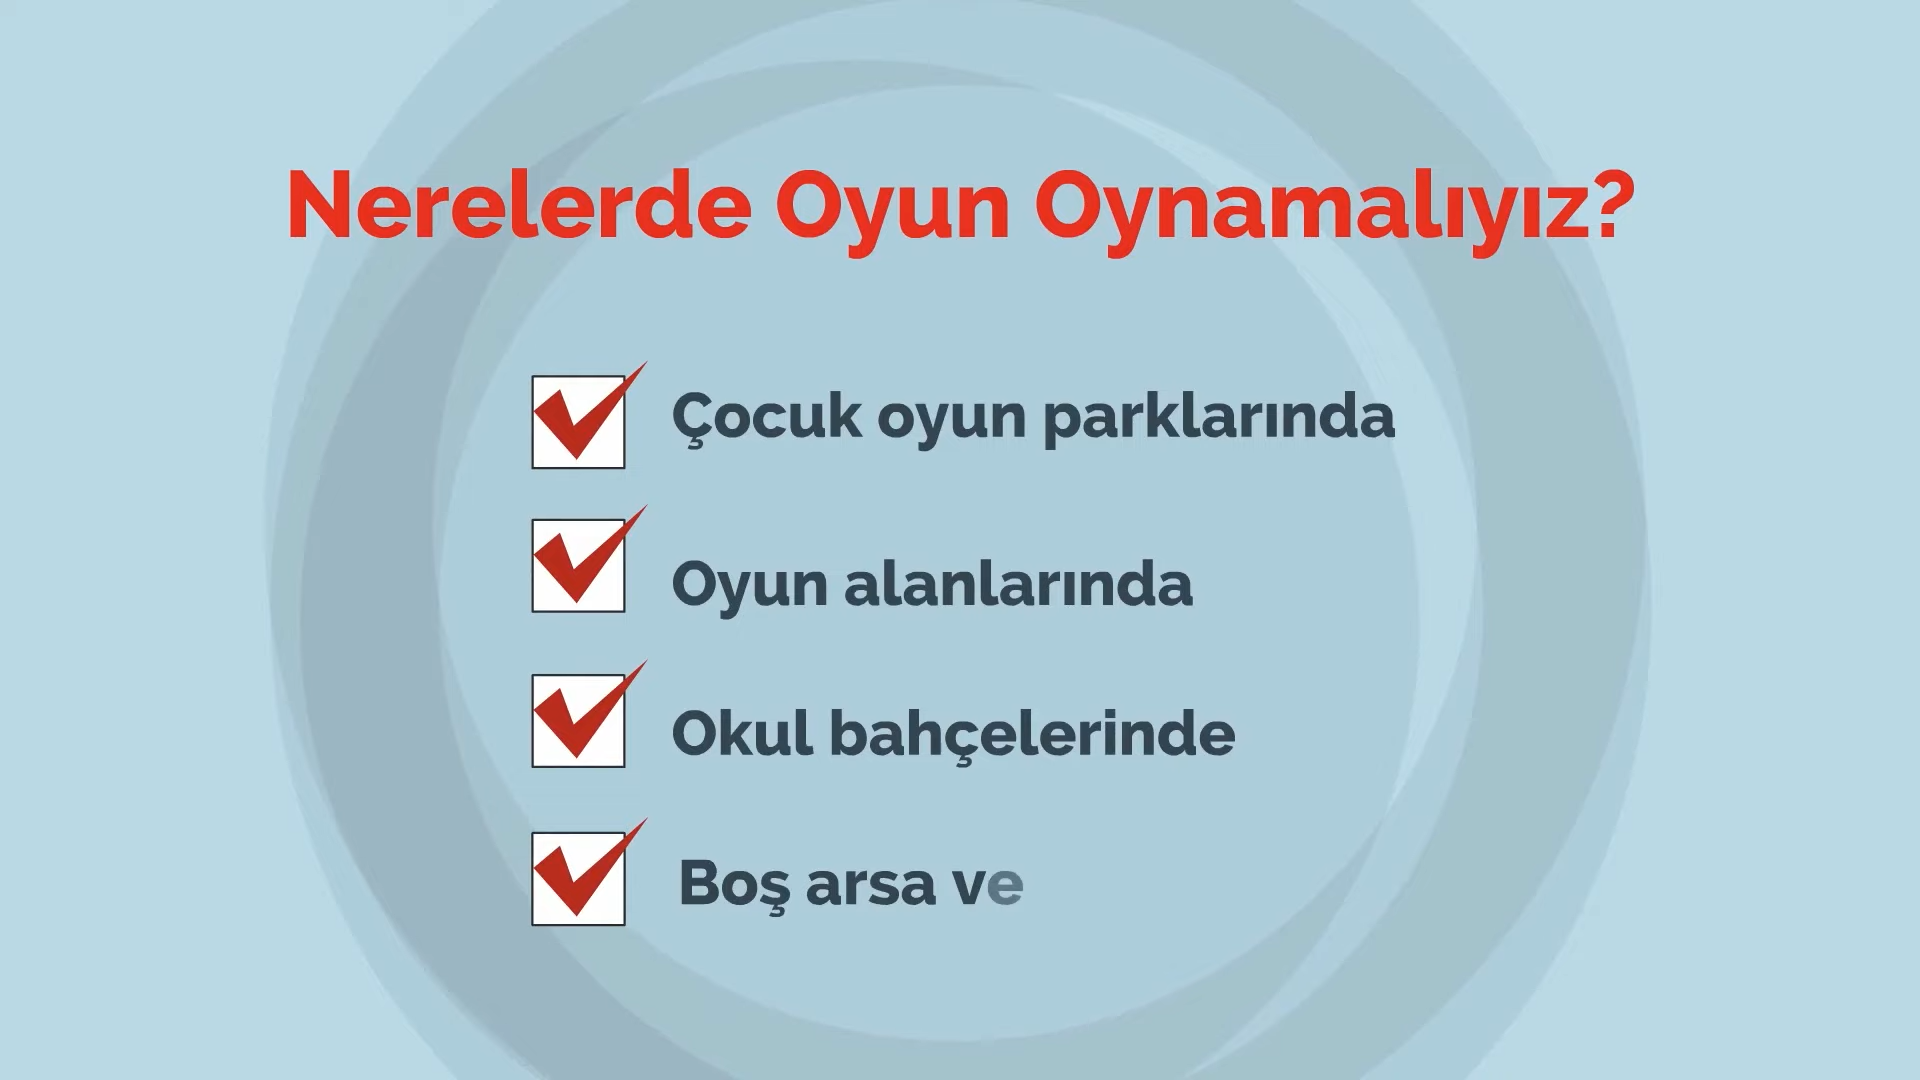 Nerelerde Oyun Oynamalıyız?
Çocuk oyun parklarında
Oyun alanlarında
Okul bahçelerinde
Boş arsa ve